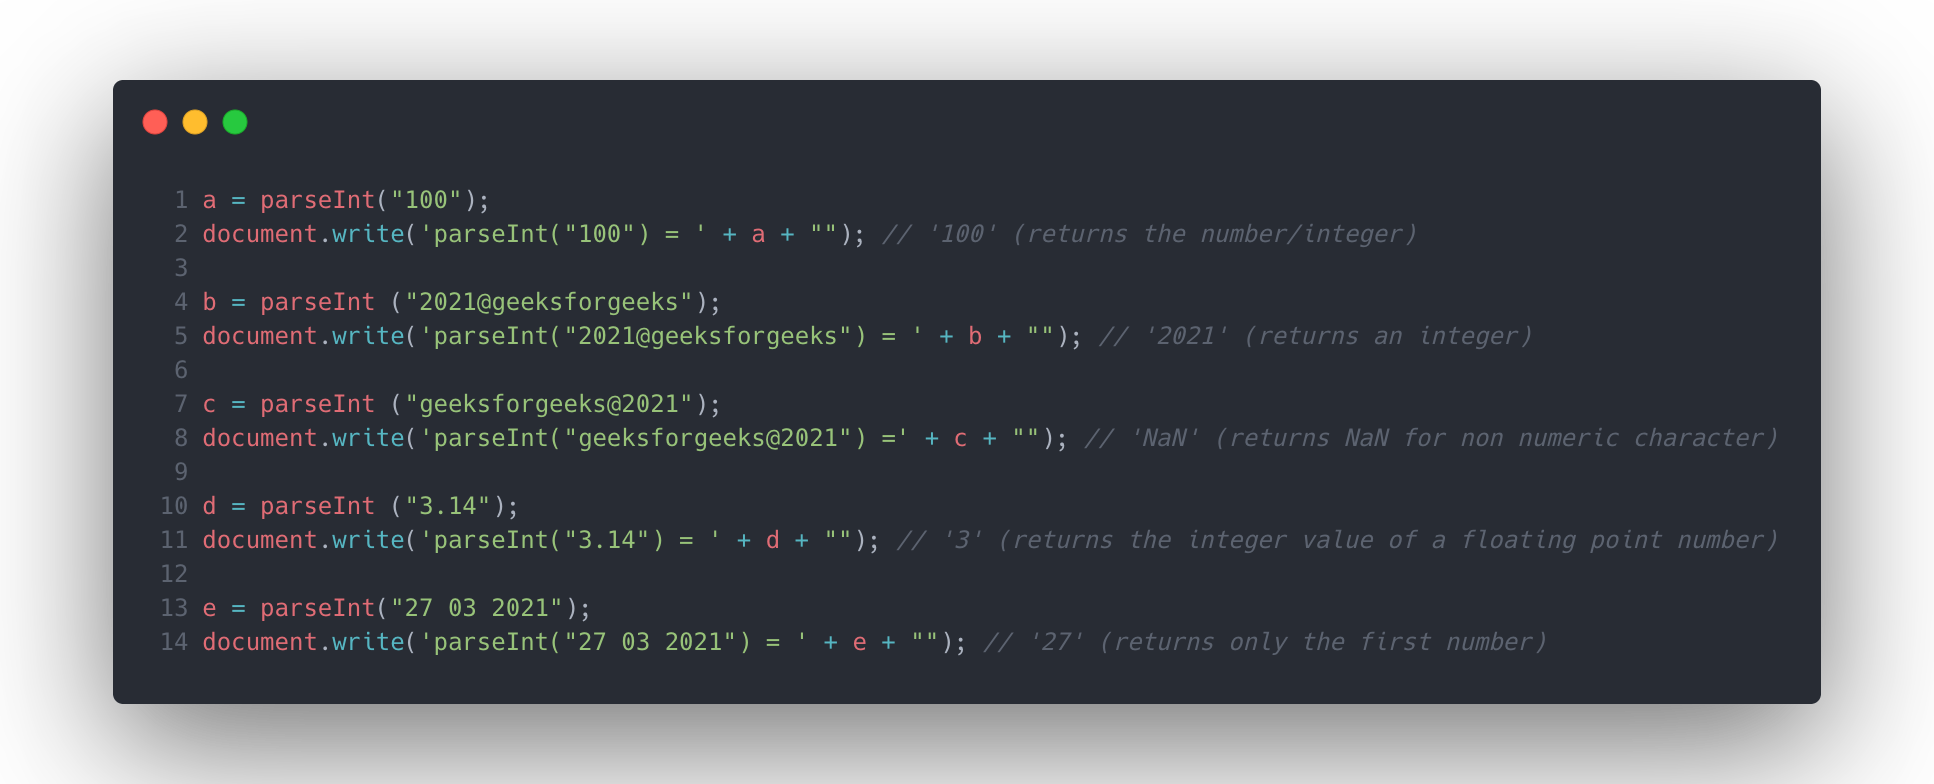 1 a = parseInt("100");
2 document.write('parseInt("100") = ' + a + ""); // '100' (returns the number/integer)
3
4 b = parseInt ("2021@geeksforgeeks");
5 document.write('parseInt("2021@geeksforgeeks") = ' + b + ""); // '2021' (returns an integer)
6
7 c = parseInt ("geeksforgeeks@2021");
8 document.write('parseInt("geeksforgeeks@2021") =' + c + ""); // 'NaN' (returns NaN for non numeric character)
9
10 d = parseInt ("3.14");
11 document.write('parseInt("3.14") = ' + d + ""); // '3' (returns the integer value of a floating point number)
12
13 e = parseInt("27 03 2021");
14 document.write('parseInt("27 03 2021") = ' + e + ""); // '27' (returns only the first number)